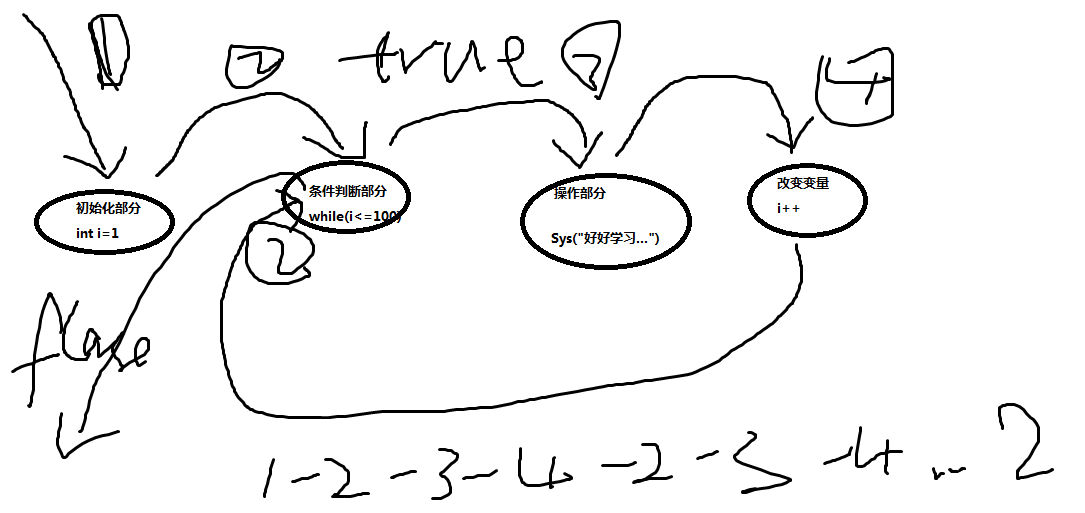 1
2
true
3
4
初始化部分
int i=1
条件判断部分
while(i<=100)
操作部分
Sys("好好学习...")
改变变量
i++
2
flase
1-2-3-4-2-3-4...2